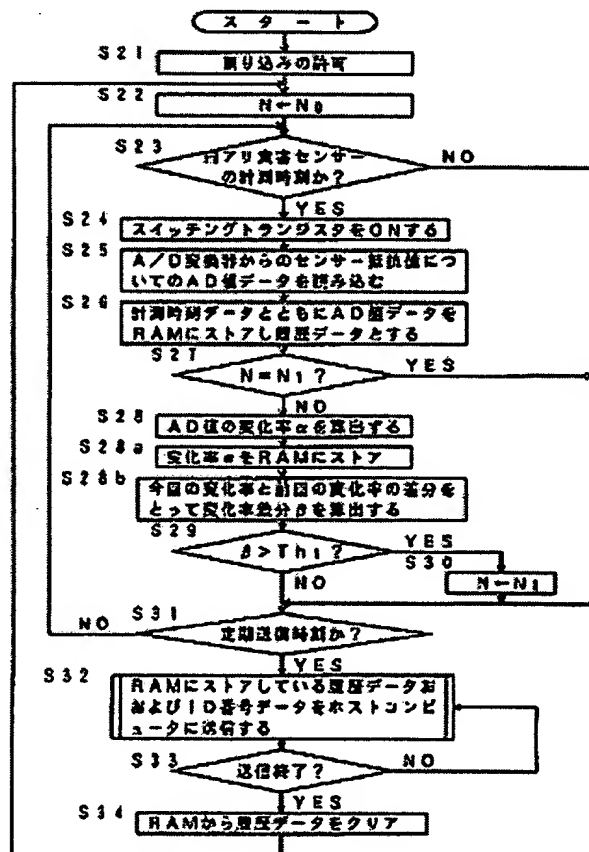 スタート
S21
割り込みの許可
S22
N←N0
S23
白アリ食害センサー
の計測時刻か?
NO
YES
S24
スイッチングトランジスタをONする
S25
A/D変換器からのセンサー抵抗値につ
いてのAD値データを読み込む
S26
計測時刻データとともにAD値データを
RAMにストアし履歴データとする
S27
N=N1?
YES
NO
S28
AD値の変化率αを算出する
S28a
変化率αをRAMにストア
S28b
今回の変化率と前回の変化率の差分を
とって変化率差分βを算出する
S29
β>Th1?
YES
S30
NO
N←N1
S31
NO
定期送信時刻か?
YES
S32
RAMにストアしている履歴データお
およびID番号データをホストコンピ
ュータに送信する
S33
送信終了?
NO
YES
S34
RAMから履歴データをクリア